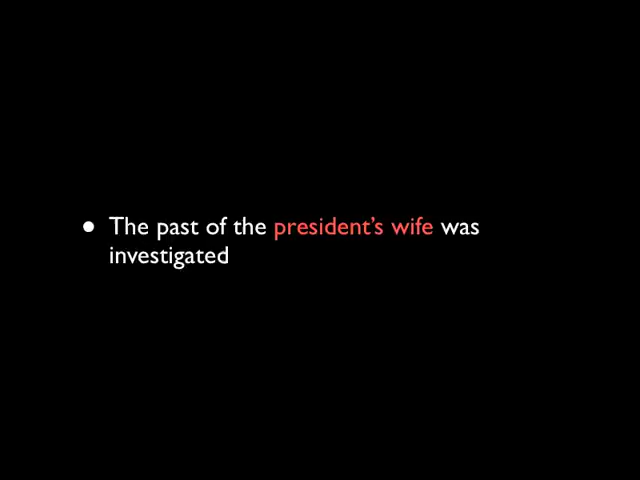 • The past of the president’s wife was
investigated